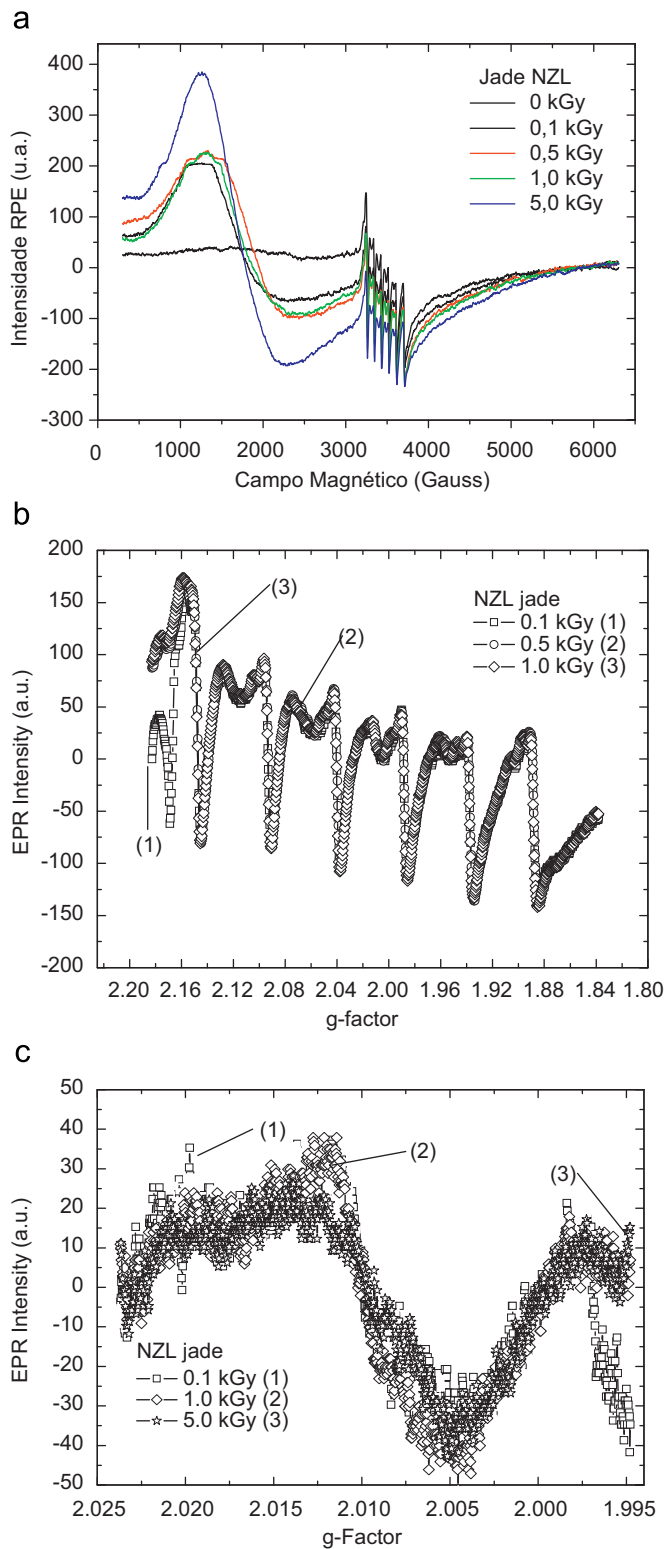 a
Jade NZL
0 kGy
0,1 kGy
0,5 kGy
1,0 kGy
5,0 kGy
400
300
200
100
0
-100
-200
-300
Intensidade RPE (u.a.)
0 1000 2000 3000 4000 5000 6000
Campo Magnético (Gauss)
b
200
150
100
50
0
-50
-100
-150
-200
EPR Intensity (a.u.)
(3)
(2)
(1)
NZL jade
0.1 kGy (1)
0.5 kGy (2)
1.0 kGy (3)
2.20 2.16 2.12 2.08 2.04 2.00 1.96 1.92 1.88 1.84 1.80
g-factor
c
50
40
30
20
10
0
-10
-20
-30
-40
-50
EPR Intensity (a.u.)
(1)
(2)
(3)
NZL jade
0.1 kGy (1)
1.0 kGy (2)
5.0 kGy (3)
2.025 2.020 2.015 2.010 2.005 2.000 1.995
g-Factor